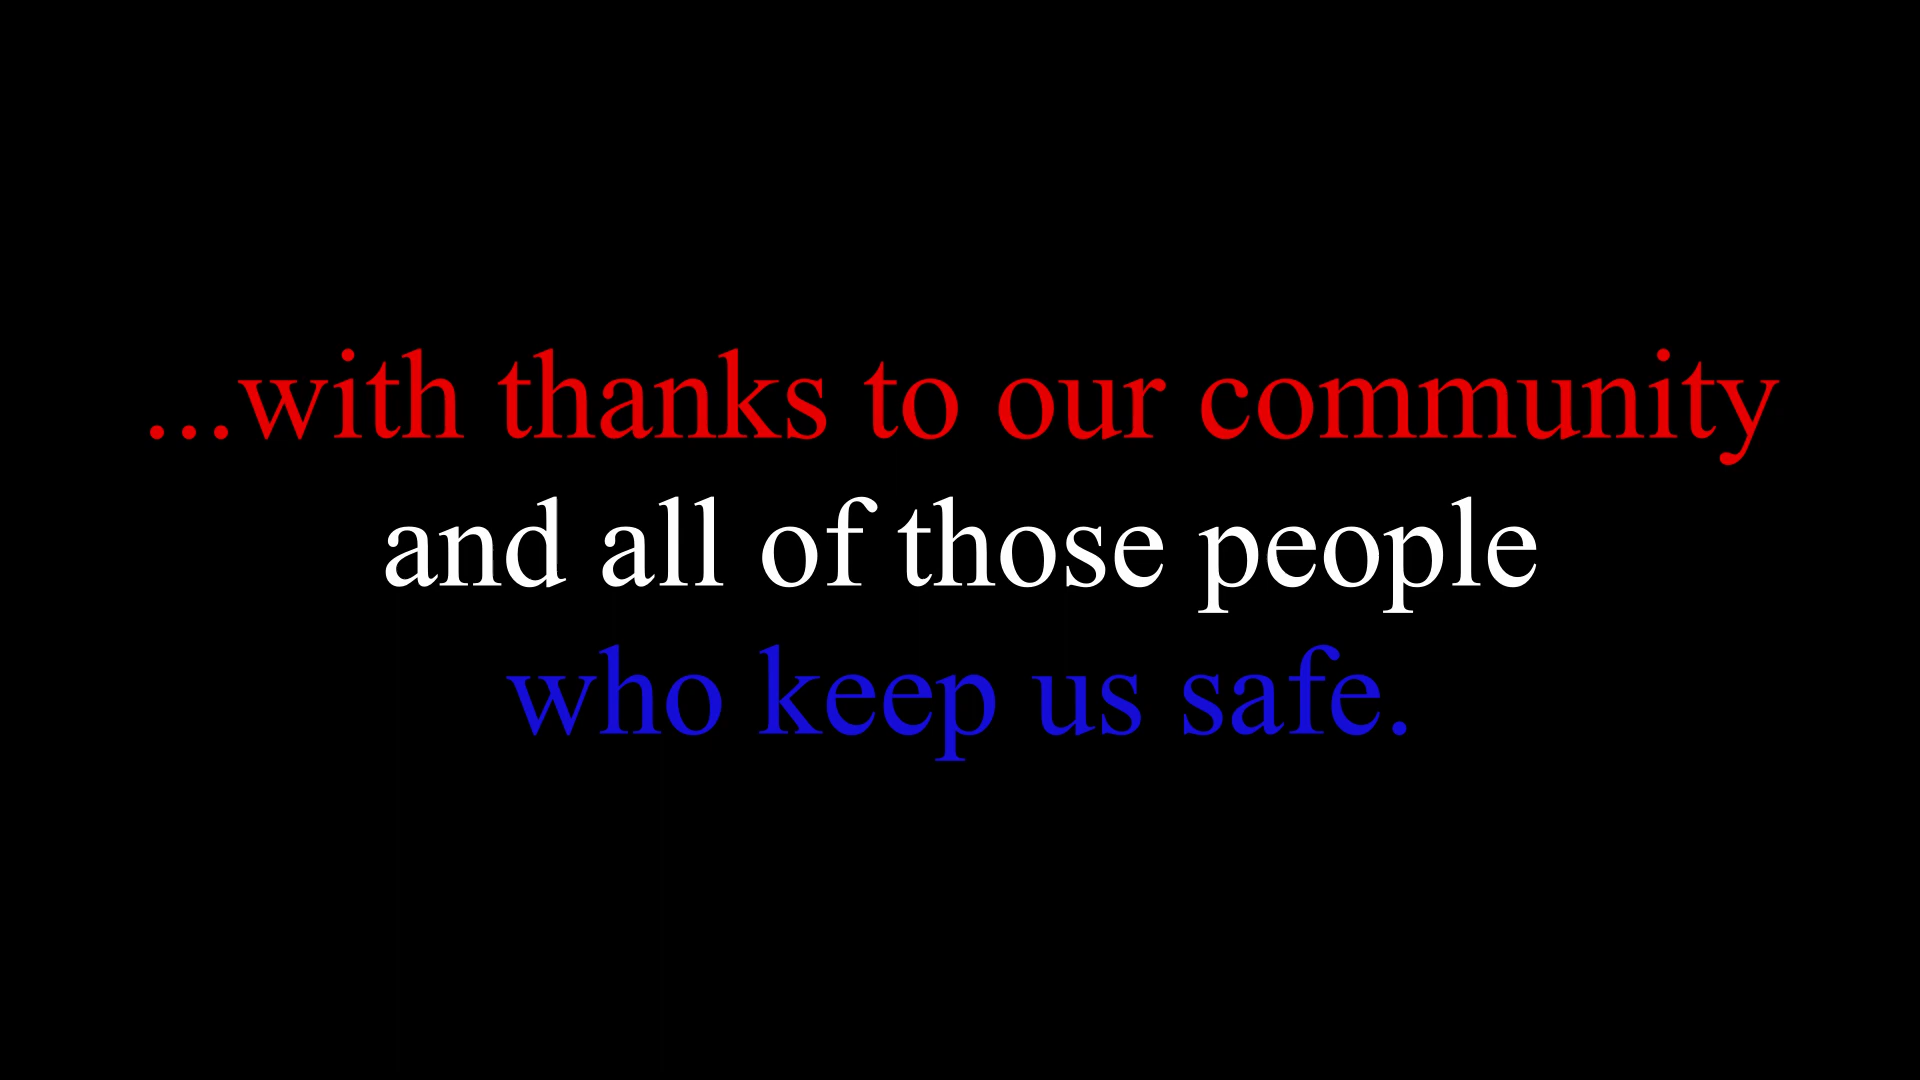 ...with thanks to our community
and all of those people
who keep us safe.